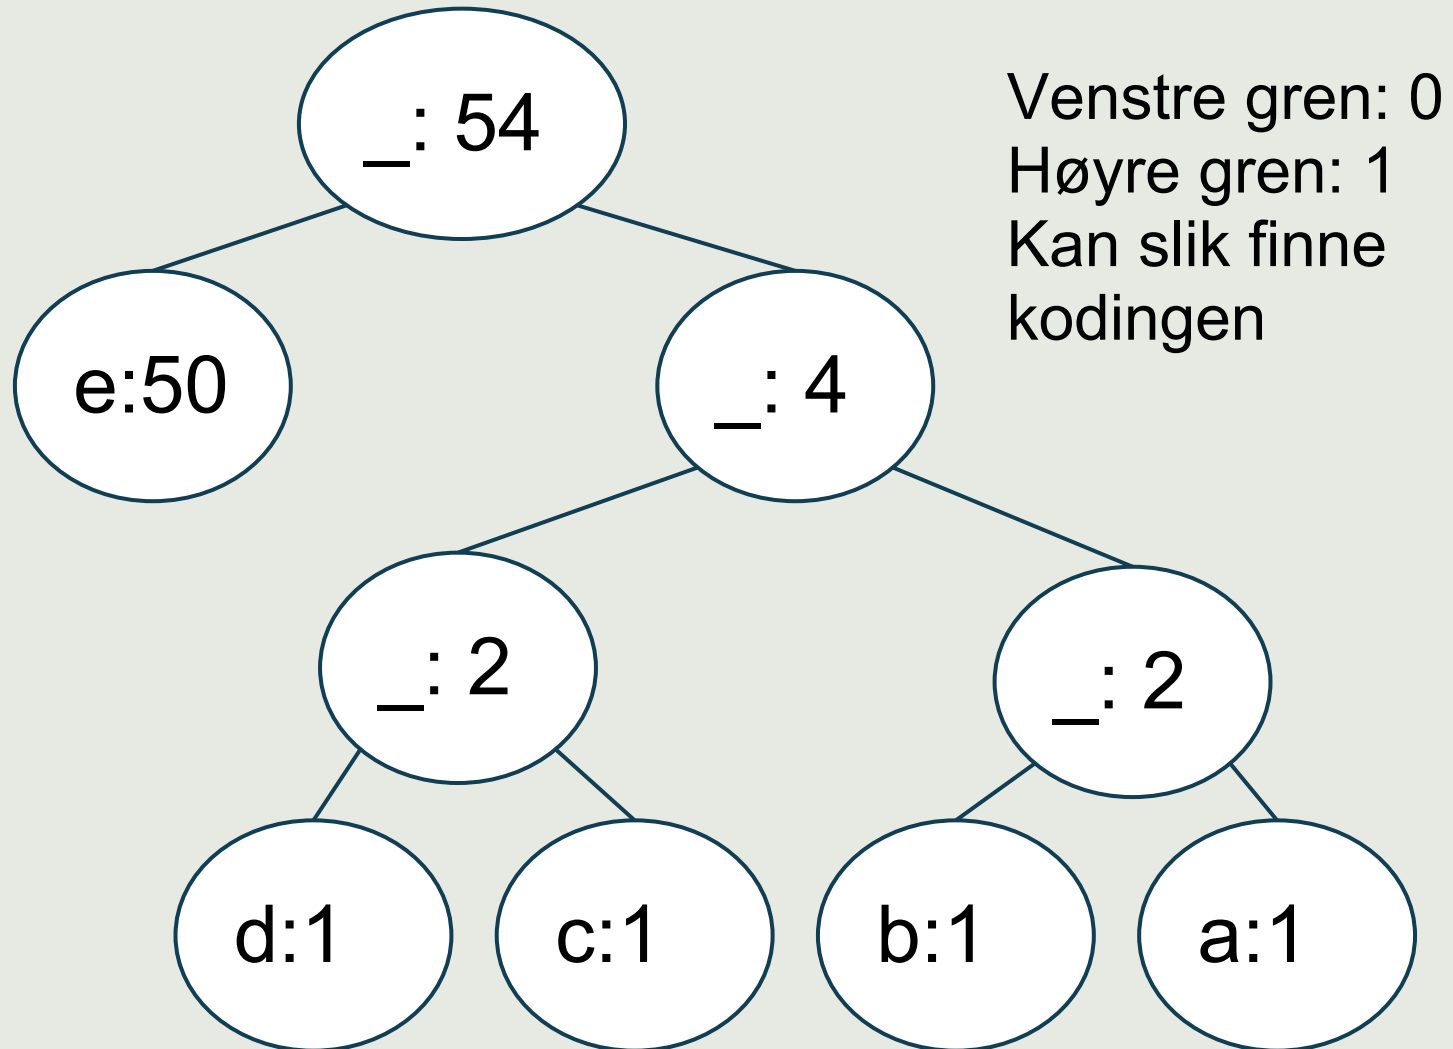 _: 54
Venstre gren: 0
Høyre gren: 1
Kan slik finne
kodingen
e:50
_: 4
_: 2
_: 2
d:1
c:1
b:1
a:1